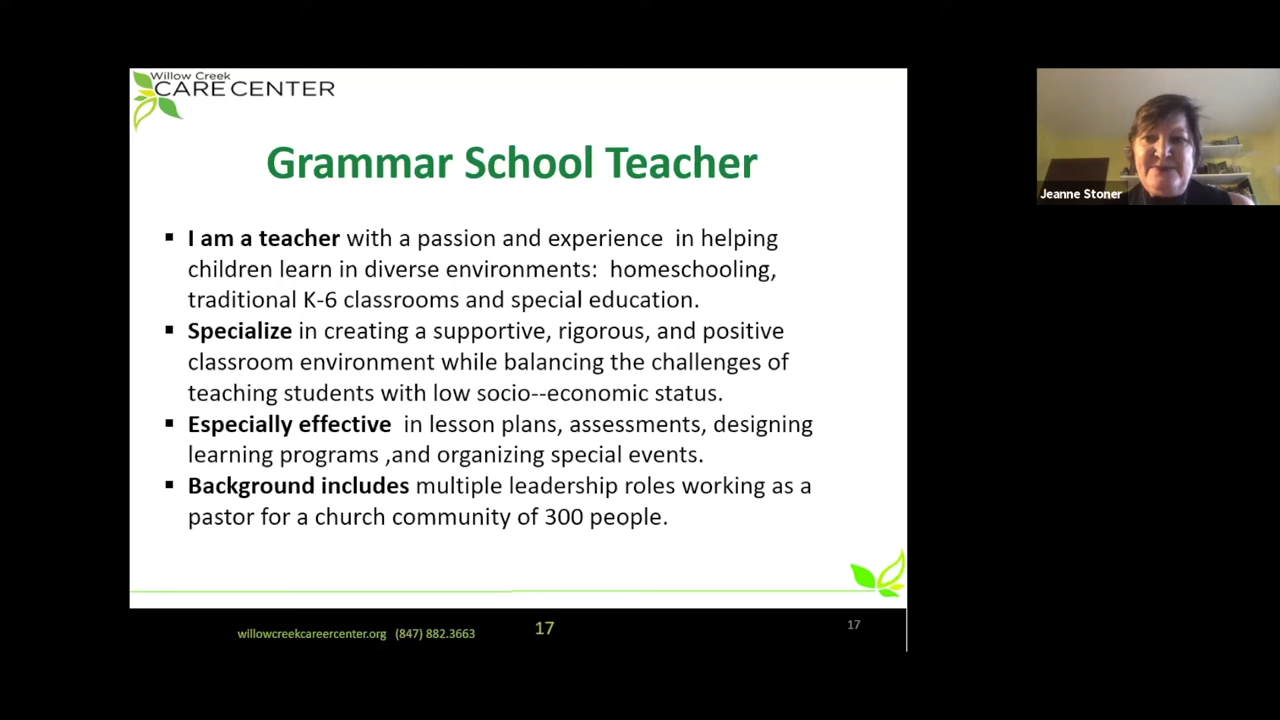 Willow Creek
CARE CENTER
Grammar School Teacher
▪ I am a teacher with a passion and experience in helping
children learn in diverse environments: homeschooling,
traditional K-6 classrooms and special education.
▪ Specialize in creating a supportive, rigorous, and positive
classroom environment while balancing the challenges of
teaching students with low socio--economic status.
▪ Especially effective in lesson plans, assessments, designing
learning programs ,and organizing special events.
▪ Background includes multiple leadership roles working as a
pastor for a church community of 300 people.
willowcreekcareercenter.org (847) 882.3663
17
17
Jeanne Stoner